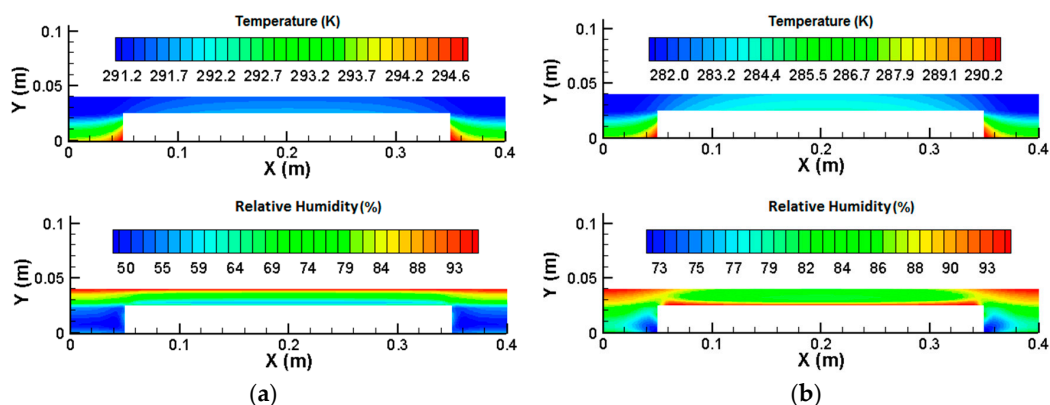 Temperature (K)
0.1
291.2 291.7 292.2 292.7 293.2 293.7 294.2 294.6
0.05
Y (m)
0
0 0.1 0.2 0.3 0.4
X (m)
Relative Humidity (%)
0.1
50 55 59 64 69 74 79 84 88 93
0.05
Y (m)
0
0 0.1 0.2 0.3 0.4
X (m)
(a)
Temperature (K)
0.1
282.0 283.2 284.4 285.5 286.7 287.9 289.1 290.2
0.05
Y (m)
0
0 0.1 0.2 0.3 0.4
X (m)
Relative Humidity (%)
0.1
73 75 77 79 82 84 86 88 90 93
0.05
Y (m)
0
0 0.1 0.2 0.3 0.4
X (m)
(b)